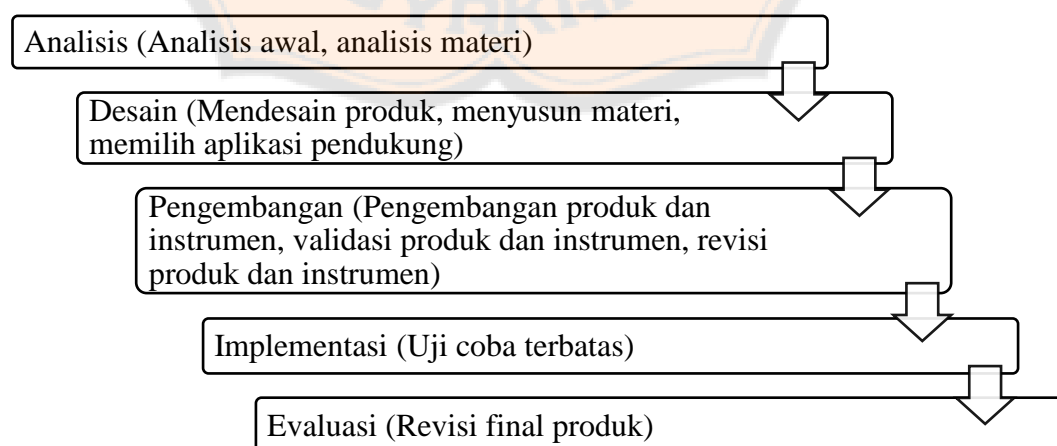 Analisis (Analisis awal, analisis materi)
Desain (Mendesain produk, menyusun materi,
memilih aplikasi pendukung)
Pengembangan (Pengembangan produk dan
instrumen, validasi produk dan instrumen, revisi
produk dan instrumen)
Implementasi (Uji coba terbatas)
Evaluasi (Revisi final produk)